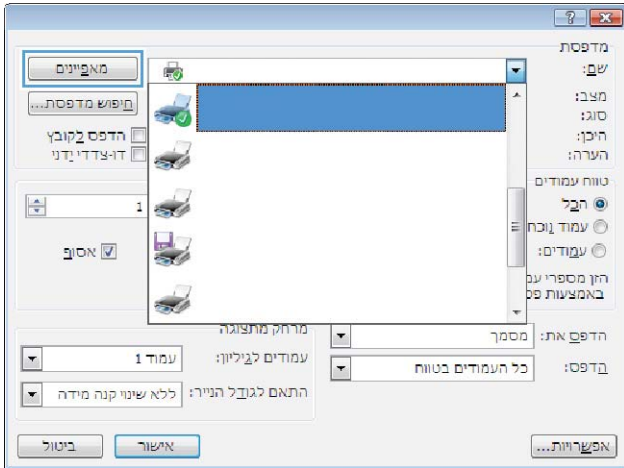 מדפסת
שם:
מאפיינים
מצב:
חיפוש מדפסת...
סוג:
היכן:
הדפס לקובץ
הערה:
דו-צדדי ידני
טווח עמודים
הכל
1
עמוד נוכח
עמודים:
אסוף
הזן מספרי עמ
באמצעות פס
מרחק מתצוגה
הדפס את: מסמך
עמודים לגיליון: עמוד 1
הדפס: כל העמודים בטווח
התאם לגודל הנייר: ללא שינוי קנה מידה
אפשרויות...
אישור
ביטול